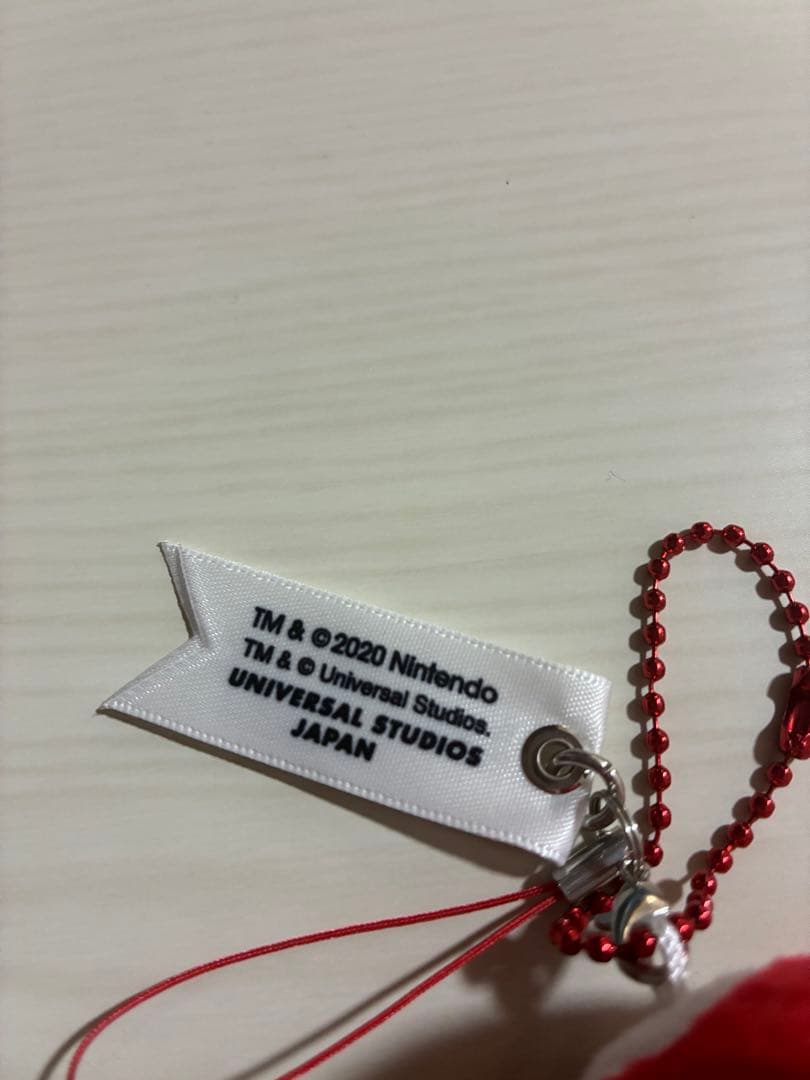 TM & ©2020 Nintendo
TM & © Universal Studios.
UNIVERSAL STUDIOS
JAPAN